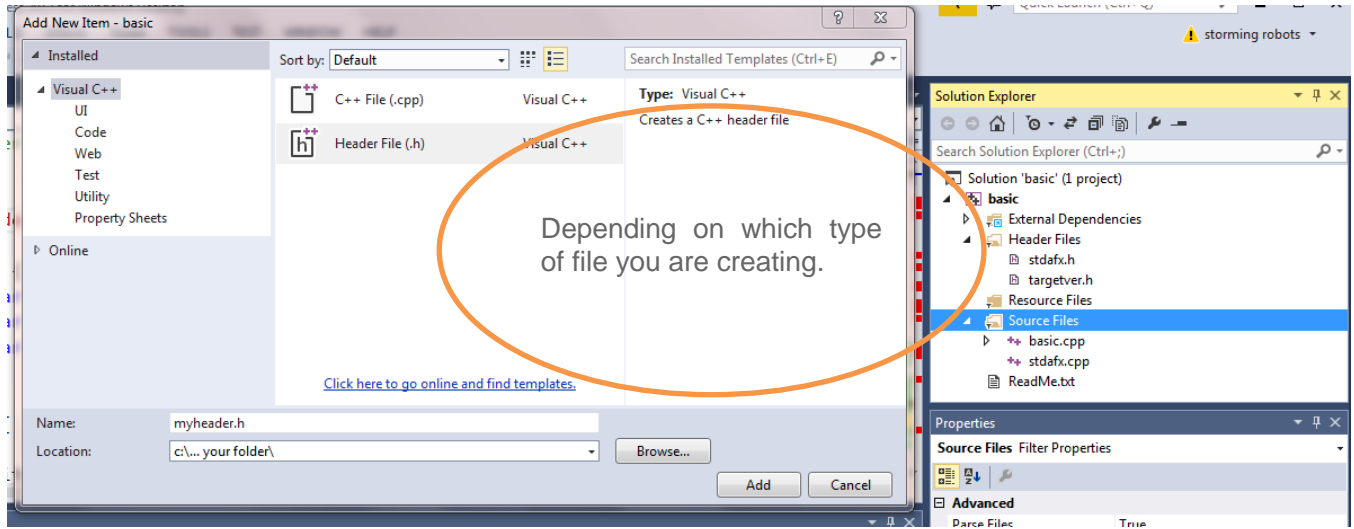 Add New Item - basic
Installed
Sort by: Default
Search Installed Templates (Ctrl+E)
Visual C++
UI
Code
Web
Test
Utility
Property Sheets
Online
C++ File (.cpp) Visual C++
Header File (.h) Visual C++
Type: Visual C++
Creates a C++ header file
Depending on which type
of file you are creating.
Click here to go online and find templates.
Name: myheader.h
Location: c:\... your folder\
Browse...
Add Cancel
Quick Launch (Ctrl+Q)
storming robots
Solution Explorer
Search Solution Explorer (Ctrl+;)
Solution 'basic' (1 project)
basic
External Dependencies
Header Files
stdafx.h
targetver.h
Resource Files
Source Files
basic.cpp
stdafx.cpp
ReadMe.txt
Properties
Source Files Filter Properties
Advanced
Parse Files True